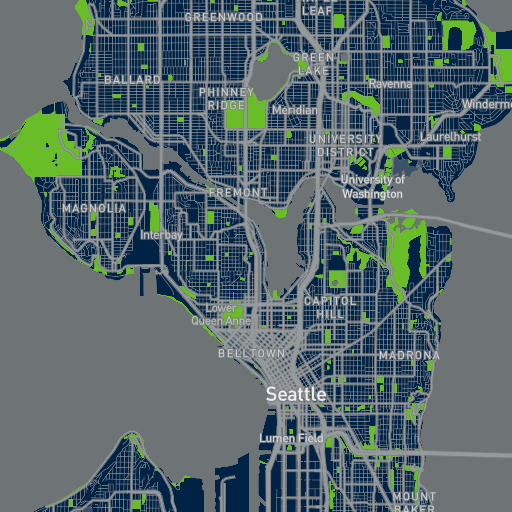 LEAF
GREENWOOD
GREEN
LAKE
BALLARD
Ravenna
PHINNEY
RIDGE
Meridian
Laurelhurst
UNIVERSITY
DISTRICT
University of
Washington
FREMONT
MAGNOLIA
Interbay
CAPITOL
HILL
Lower
Queen Anne
BELLTOWN
MADRONA
Seattle
Lumen Field
MOUNT
BAKER